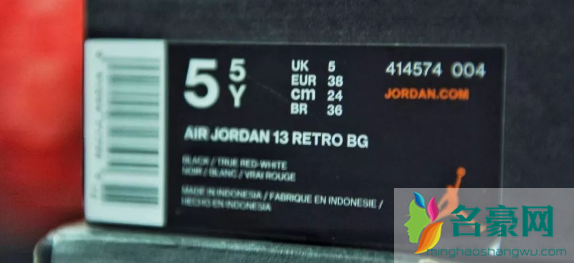 5 5Y
UK 5
EUR 38
cm 24
BR 36
414574 004
JORDAN.COM
AIR JORDAN 13 RETRO BG
BLACK / TRUE RED-WHITE
NOIR / BLANC / VRAI ROUGE
MADE IN INDONESIA / FABRIQUE EN INDONESIE /
HECHO EN INDONESIA
名豪网
minghaoshangwu.com